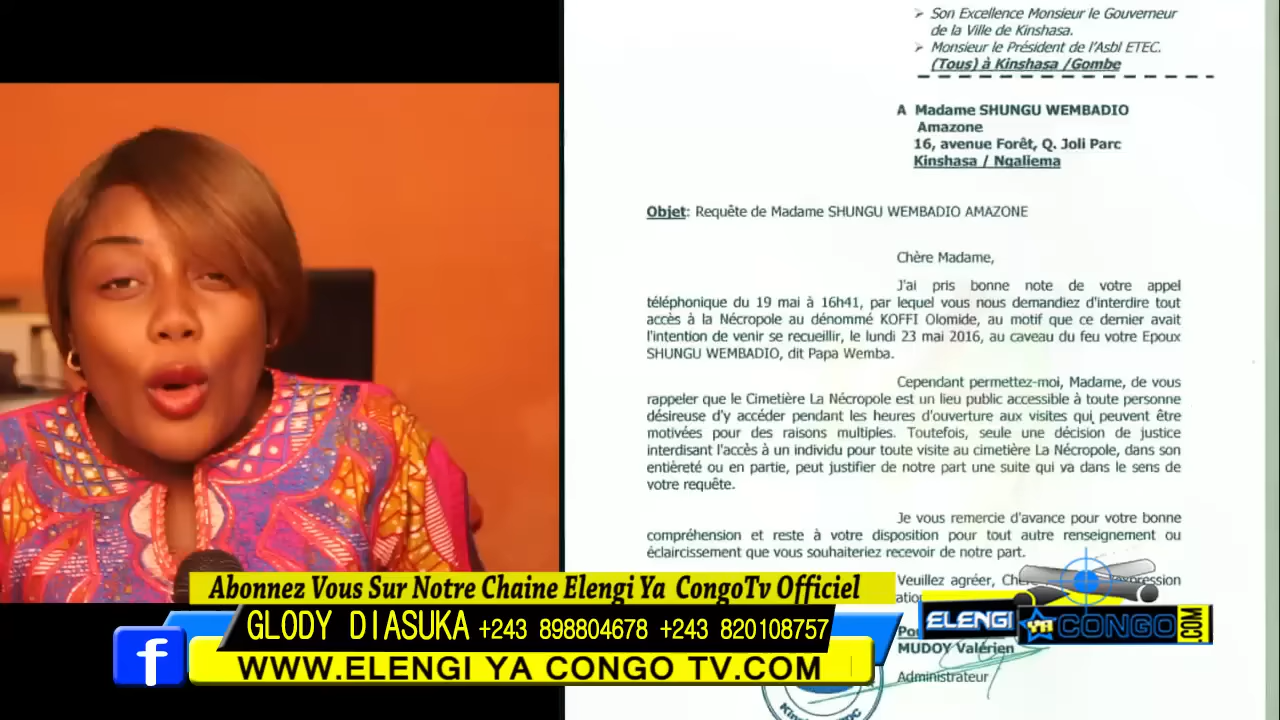 ➢ Son Excellence Monsieur le Gouverneur
de la Ville de Kinshasa.
➢ Monsieur le Président de l'Asbl ETEC.
(Tous) à Kinshasa /Gombe
A Madame SHUNGU WEMBADIO
Amazone
16, avenue Forêt, Q. Joli Parc
Kinshasa / Ngaliema
Objet: Requête de Madame SHUNGU WEMBADIO AMAZONE
Chère Madame,
J'ai pris bonne note de votre appel
téléphonique du 19 mai à 16h41, par lequel vous nous demandiez d'interdire tout
accès à la Nécropole au dénommé KOFFI Olomide, au motif que ce dernier avait
l'intention de venir se recueillir, le lundi 23 mai 2016, au caveau du feu votre Epoux
SHUNGU WEMBADIO, dit Papa Wemba.
Cependant permettez-moi, Madame, de vous
rappeler que le Cimetière La Nécropole est un lieu public accessible à toute personne
désireuse d'y accéder pendant les heures d'ouverture aux visites qui peuvent être
motivées pour des raisons multiples. Toutefois, seule une décision de justice
interdisant l'accès à un individu pour toute visite au cimetière La Nécropole, dans son
entièreté ou en partie, peut justifier de notre part une suite qui va dans le sens de
votre requête.
Je vous remercie d'avance pour votre bonne
compréhension et reste à votre disposition pour tout autre renseignement ou
éclaircissement que vous souhaiteriez recevoir de notre part.
Veuillez agréer,
MUDOY Valérien
Administrateur
Abonnez Vous Sur Notre Chaine Elengi Ya CongoTv Officiel
GLODY DIASUKA +243 898804678 +243 820108757
f WWW.ELENGI YA CONGO TV.COM
ELENGI YA CONGO .COM